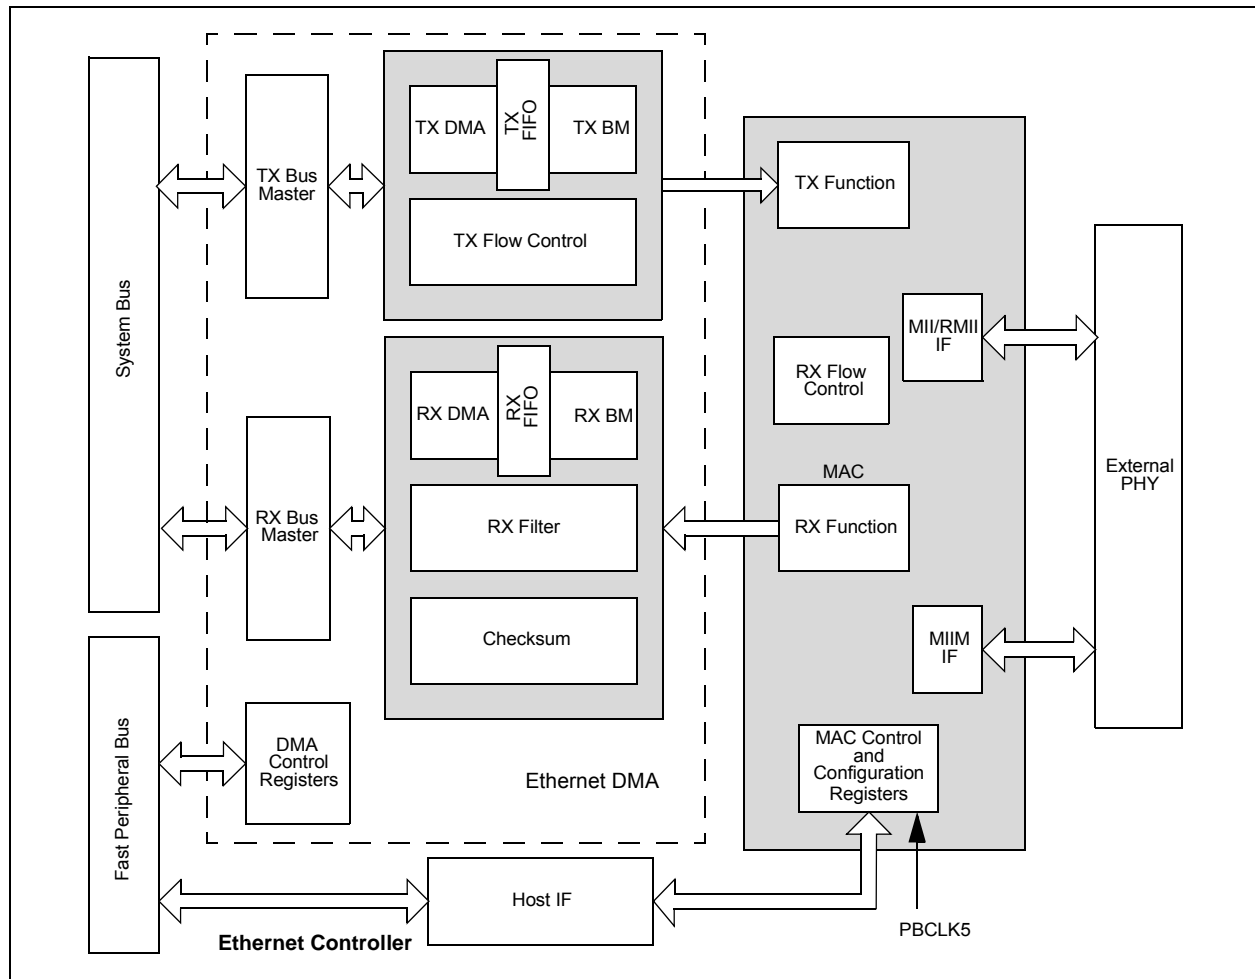 System Bus
Fast Peripheral Bus
TX Bus
Master
TX DMA
TX
FIFO
TX BM
TX Flow Control
RX Bus
Master
RX DMA
RX
FIFO
RX BM
RX Filter
Checksum
DMA
Control
Registers
Ethernet DMA
TX Function
MII/RMII
IF
RX Flow
Control
MAC
RX Function
MIIM
IF
MAC Control
and
Configuration
Registers
External
PHY
Host IF
PBCLK5
Ethernet Controller